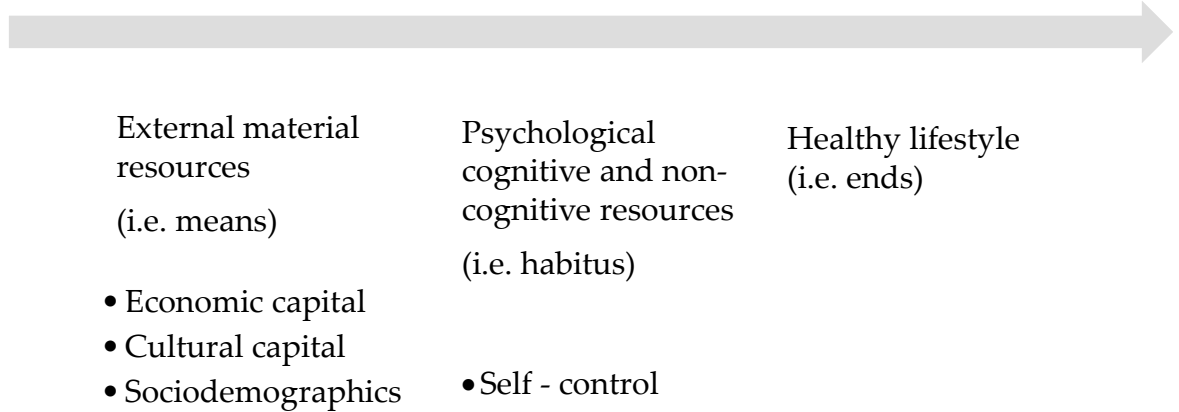 External material
resources
(i.e. means)
• Economic capital
• Cultural capital
• Sociodemographics
Psychological
cognitive and non-
cognitive resources
(i.e. habitus)
• Self - control
Healthy lifestyle
(i.e. ends)